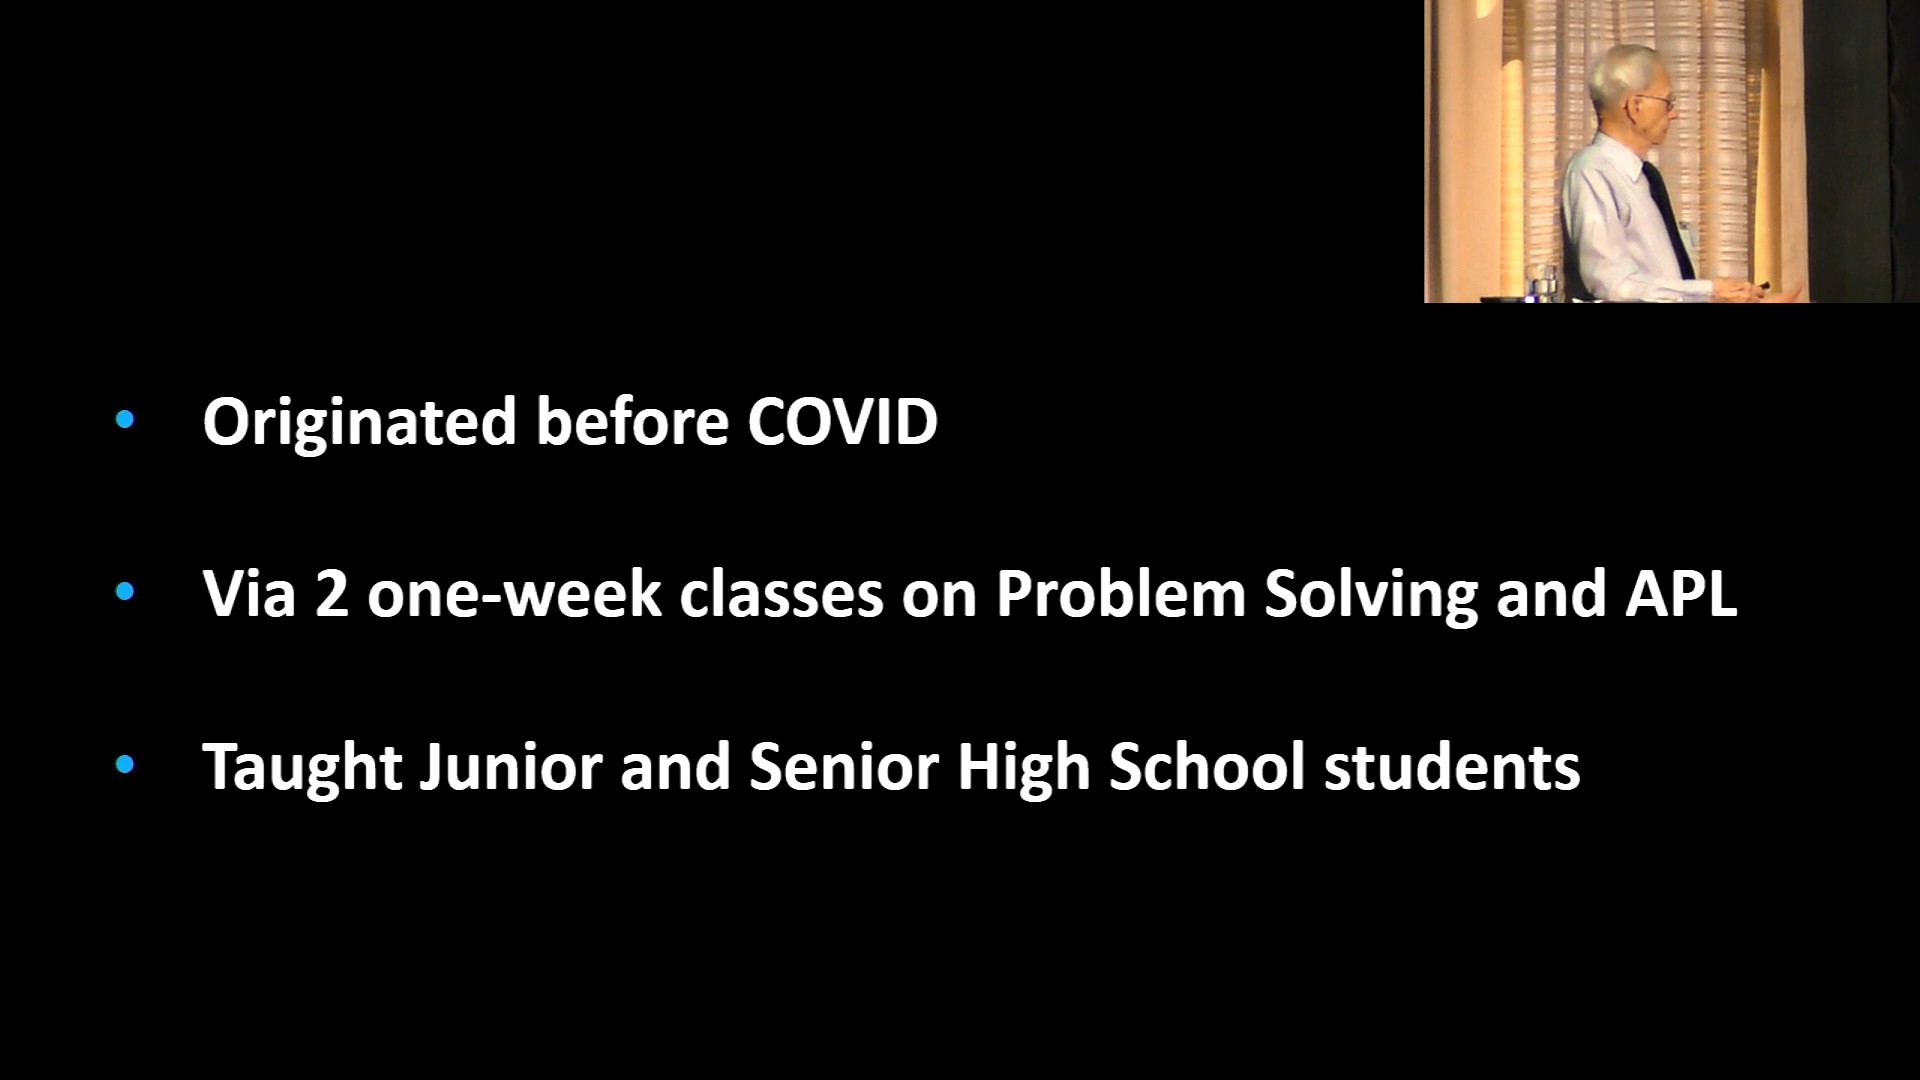 • Originated before COVID
• Via 2 one-week classes on Problem Solving and APL
• Taught Junior and Senior High School students